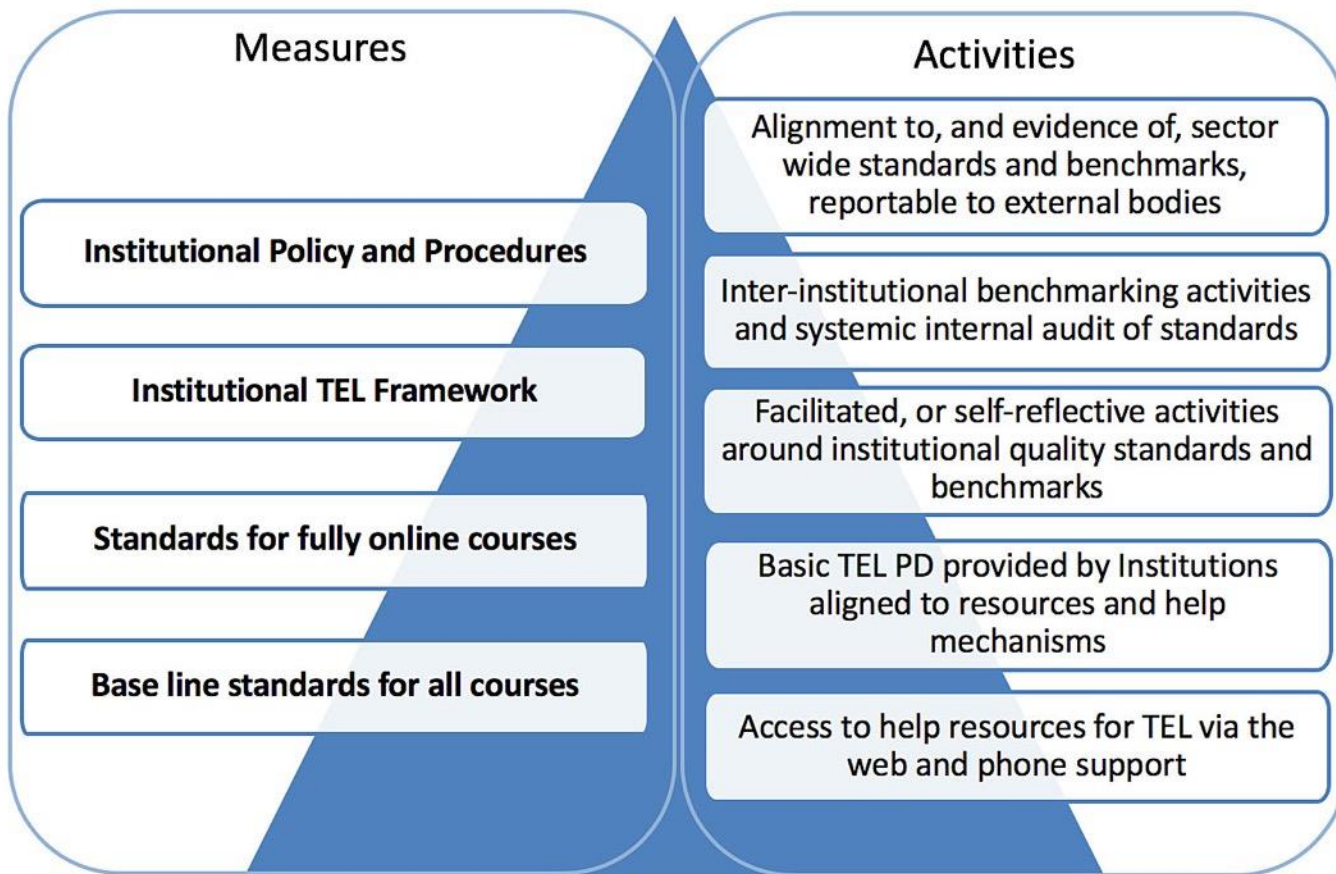 Measures
Institutional Policy and Procedures
Institutional TEL Framework
Standards for fully online courses
Base line standards for all courses
Activities
Alignment to, and evidence of, sector
wide standards and benchmarks,
reportable to external bodies
Inter-institutional benchmarking activities
and systemic internal audit of standards
Facilitated, or self-reflective activities
around institutional quality standards and
benchmarks
Basic TEL PD provided by Institutions
aligned to resources and help
mechanisms
Access to help resources for TEL via the
web and phone support